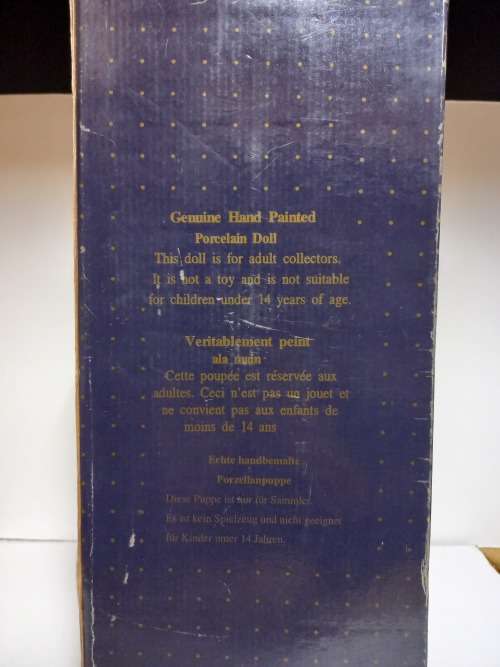 Genuine Hand Painted
Porcelain Doll
This doll is for adult collectors.
It is not a toy and is not suitable
for children under 14 years of age.
Veritablement peint
ala main
Cette poupée est réservée aux
adultes. Ceci n'est pas un jouet et
ne convient pas aux enfants de
moins de 14 ans
Echte handbemalte
Porzellanpuppe
Diese Puppe ist nur für Sammler.
Es ist kein Spielzeug und nicht geeignet
für Kinder unter 14 Jahren.